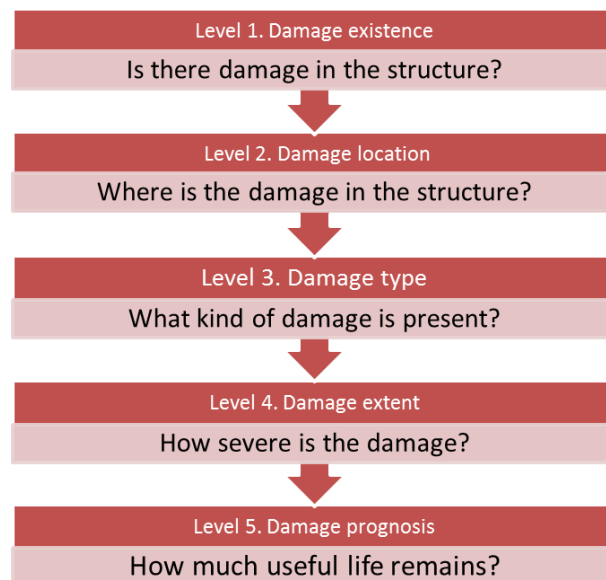 Level 1. Damage existence
Is there damage in the structure?
Level 2. Damage location
Where is the damage in the structure?
Level 3. Damage type
What kind of damage is present?
Level 4. Damage extent
How severe is the damage?
Level 5. Damage prognosis
How much useful life remains?